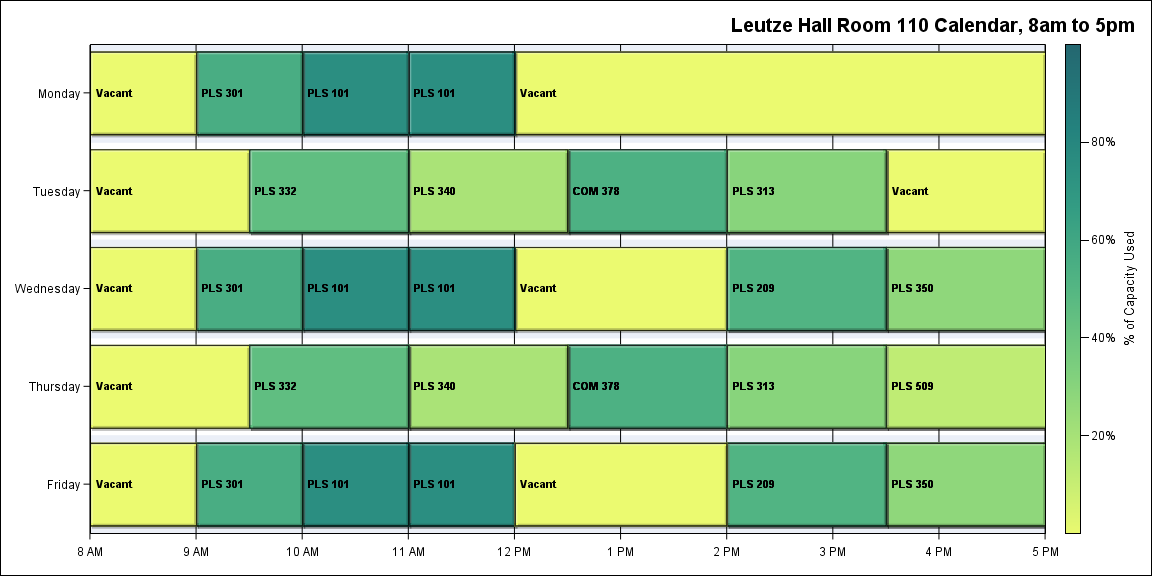 Leutze Hall Room 110 Calendar, 8am to 5pm
Monday
Vacant
PLS 301
PLS 101
PLS 101
Vacant
Tuesday
Vacant
PLS 332
PLS 340
COM 378
PLS 313
Vacant
Wednesday
Vacant
PLS 301
PLS 101
PLS 101
Vacant
PLS 209
PLS 350
Thursday
Vacant
PLS 332
PLS 340
COM 378
PLS 313
PLS 509
Friday
Vacant
PLS 301
PLS 101
PLS 101
Vacant
PLS 209
PLS 350
8 AM
9 AM
10 AM
11 AM
12 PM
1 PM
2 PM
3 PM
4 PM
5 PM
80%
60%
40%
20%
% of Capacity Used